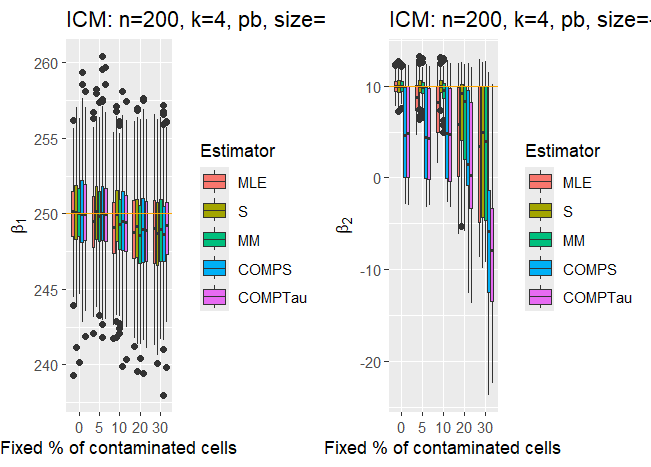 ICM: n=200, k=4, pb, size=
β1
260
255
250
245
240
0 5 10 20 30
Fixed % of contaminated cells
Estimator
MLE
S
MM
COMPS
COMPTau
ICM: n=200, k=4, pb, size=-
β2
10
0
-10
-20
0 5 10 20 30
Fixed % of contaminated cells
Estimator
MLE
S
MM
COMPS
COMPTau